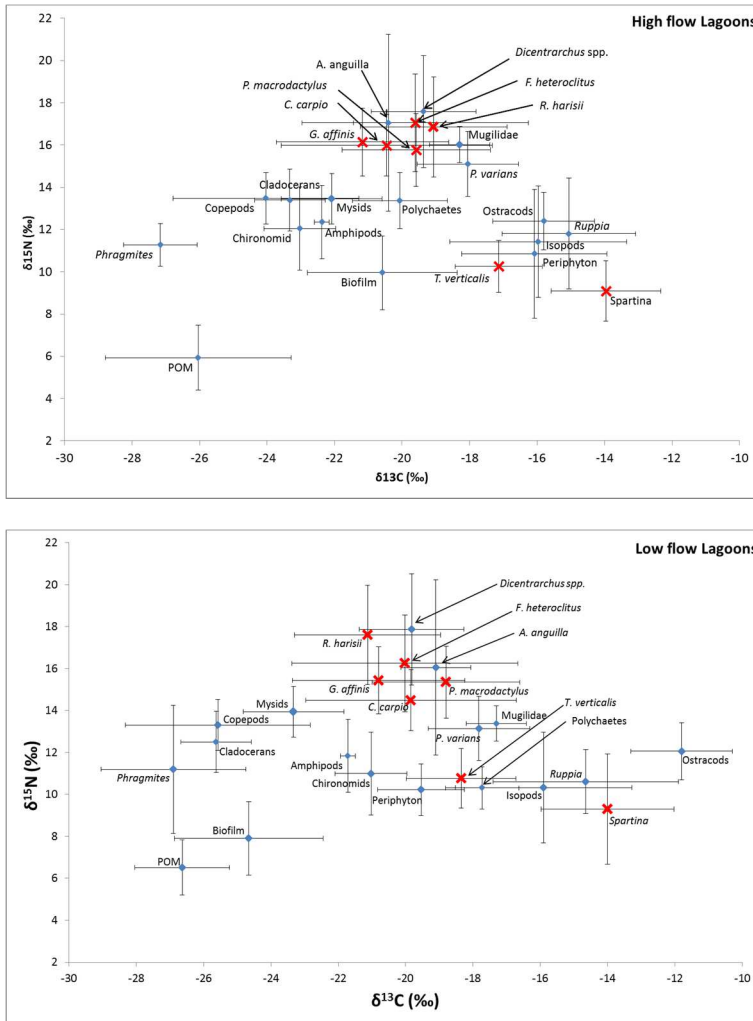 High flow Lagoons
22
20
18
16
14
12
10
8
6
4
2
δ15N (‰)
-30
-28
-26
-24
-22
-20
-18
-16
-14
-12
-10
δ13C (‰)
Dicentrarchus spp.
A. anguilla
F. heteroclitus
P. macrodactylus
R. harisii
C. carpio
G. affinis
Mugilidae
P. varians
Cladocerans
Copepods
Mysids
Polychaetes
Ostracods
Chironomid
Amphipods
Ruppia
Isopods
Phragmites
Periphyton
Biofilm
T. verticalis
Spartina
POM
Low flow Lagoons
22
20
18
16
14
12
10
8
6
4
2
δ¹⁵N (‰)
-30
-28
-26
-24
-22
-20
-18
-16
-14
-12
-10
δ¹³C (‰)
Dicentrarchus spp.
F. heteroclitus
R. harisii
A. anguilla
G. affinis
P. macrodactylus
C. carpio
T. verticalis
Mysids
Polychaetes
Copepods
Mugilidae
P. varians
Cladocerans
Amphipods
Ostracods
Phragmites
Chironomids
Ruppia
Periphyton
Isopods
Biofilm
Spartina
POM